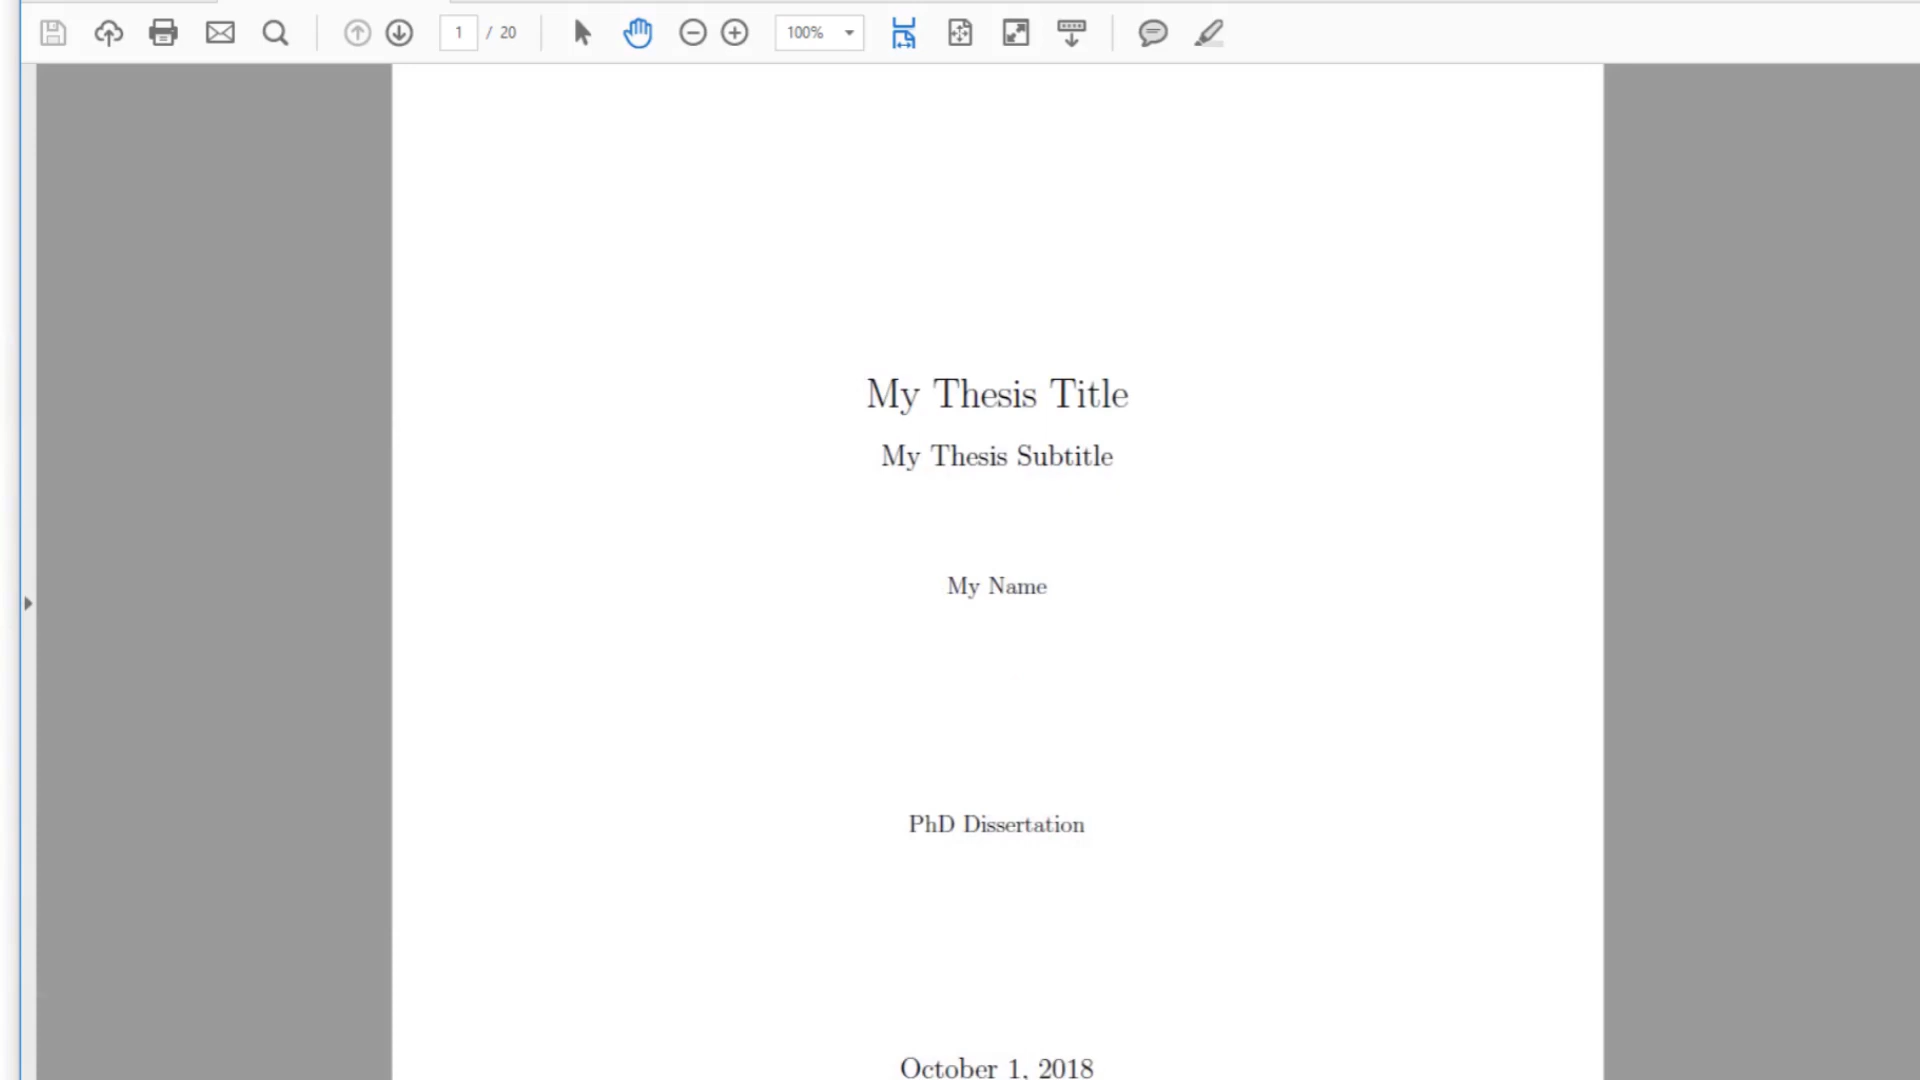 1 / 20 100%
My Thesis Title
My Thesis Subtitle
My Name
PhD Dissertation
October 1, 2018